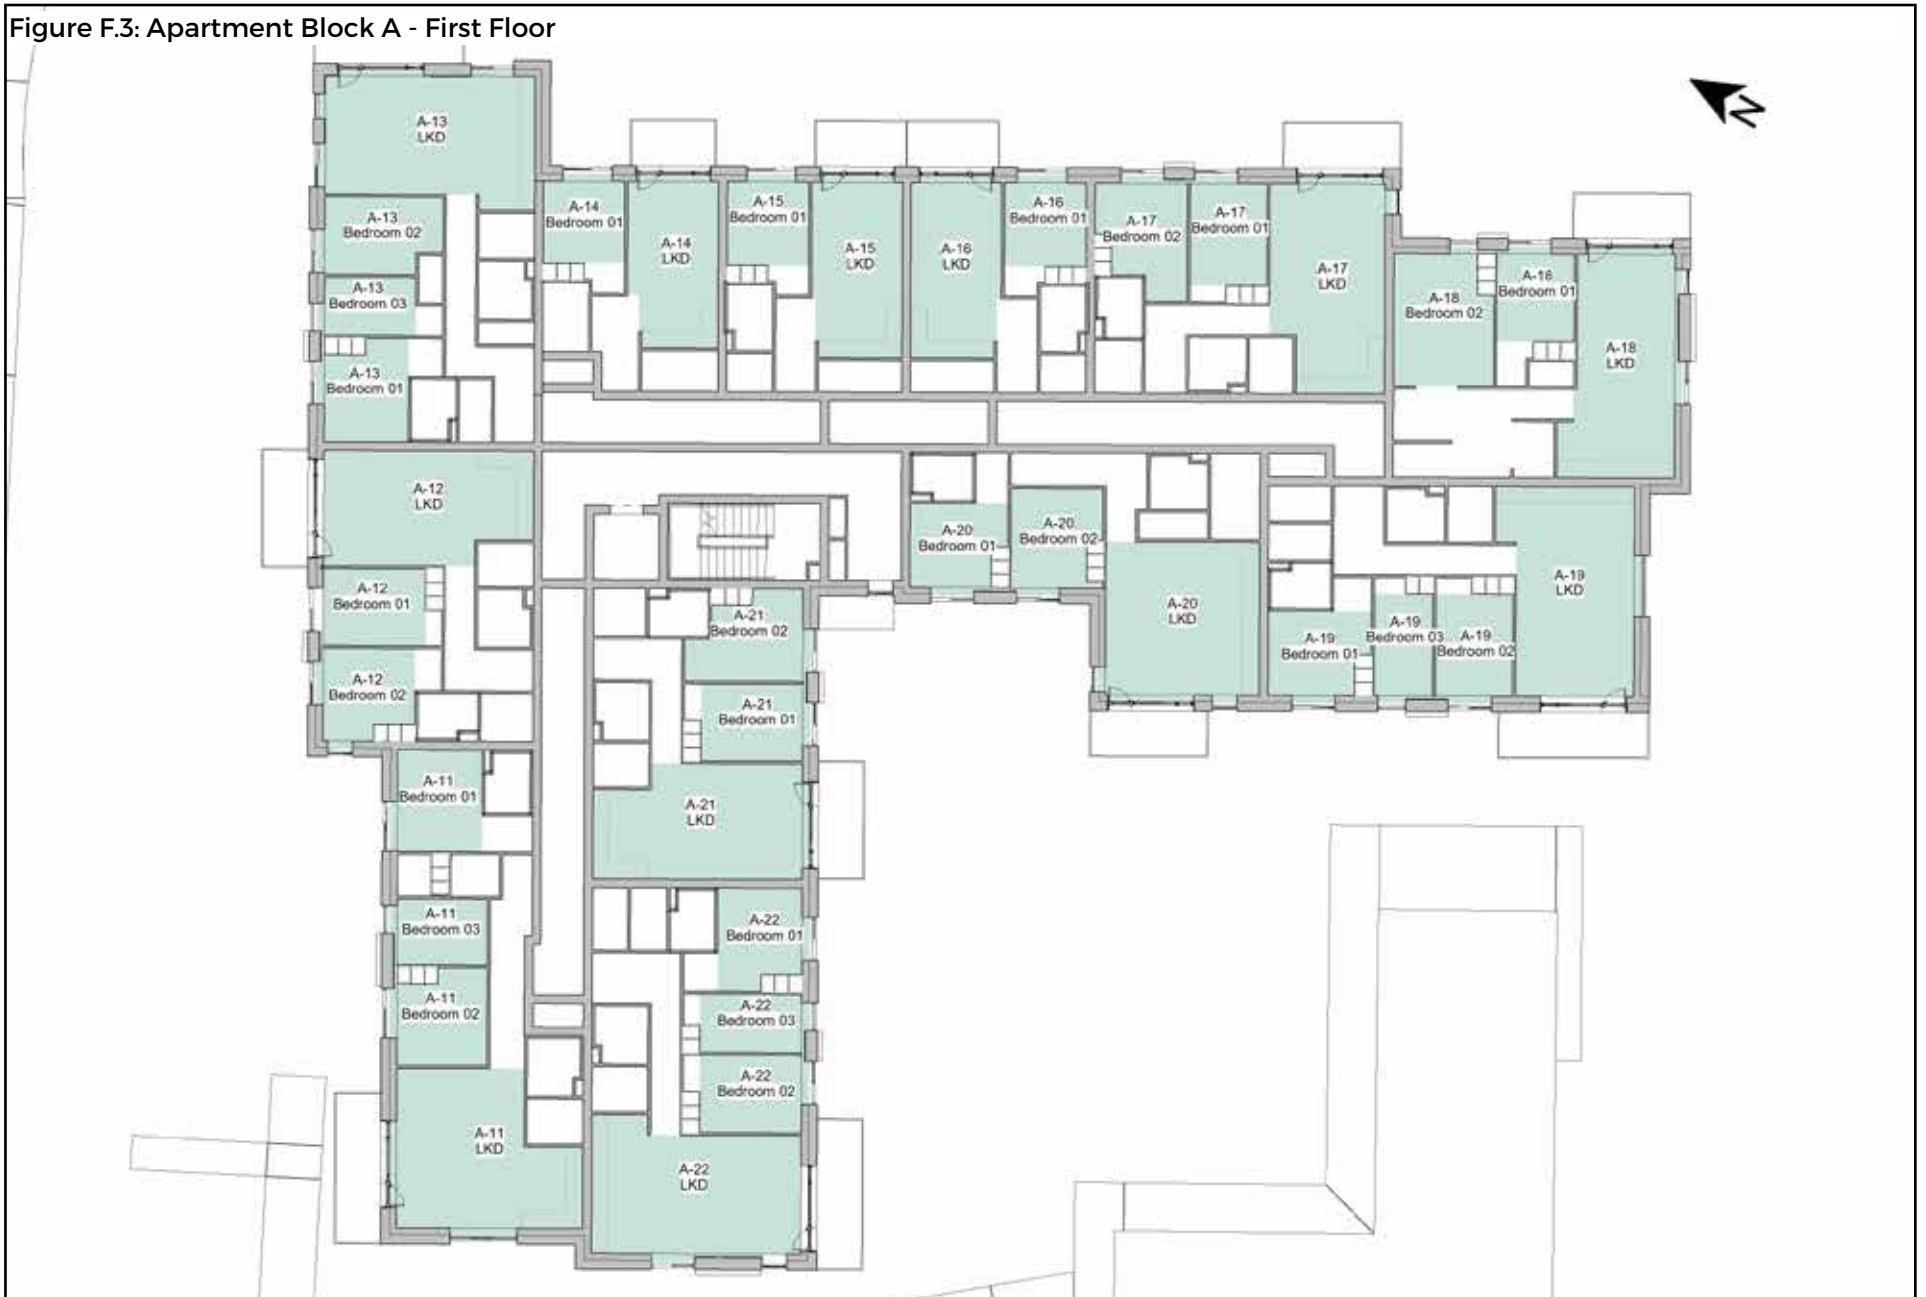 Figure F.3: Apartment Block A - First Floor
N
A-13
LKD
A-13
Bedroom 02
A-13
Bedroom 03
A-13
Bedroom 01
A-14
Bedroom 01
A-14
LKD
A-15
Bedroom 01
A-15
LKD
A-16
LKD
A-16
Bedroom 01
A-17
Bedroom 02
A-17
Bedroom 01
A-17
LKD
A-18
Bedroom 02
A-18
Bedroom 01
A-18
LKD
A-12
LKD
A-12
Bedroom 01
A-12
Bedroom 02
A-20
Bedroom 01
A-20
Bedroom 02
A-20
LKD
A-19
Bedroom 01
A-19
Bedroom 03
A-19
Bedroom 02
A-19
LKD
A-21
Bedroom 02
A-21
Bedroom 01
A-21
LKD
A-11
Bedroom 01
A-11
Bedroom 03
A-11
Bedroom 02
A-11
LKD
A-22
Bedroom 01
A-22
Bedroom 03
A-22
Bedroom 02
A-22
LKD